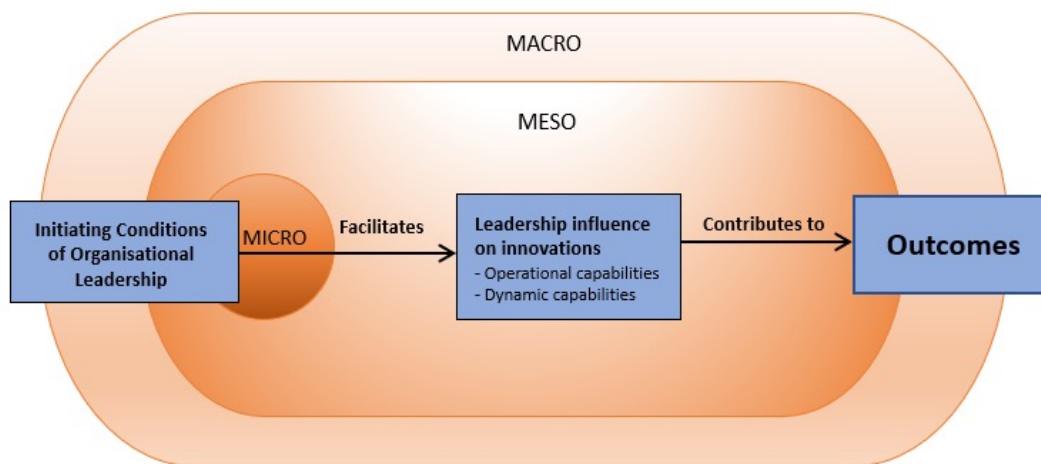 MACRO
MESO
Initiating Conditions
of Organisational
Leadership
MICRO
Facilitates
Leadership influence
on innovations
- Operational capabilities
- Dynamic capabilities
Contributes to
Outcomes